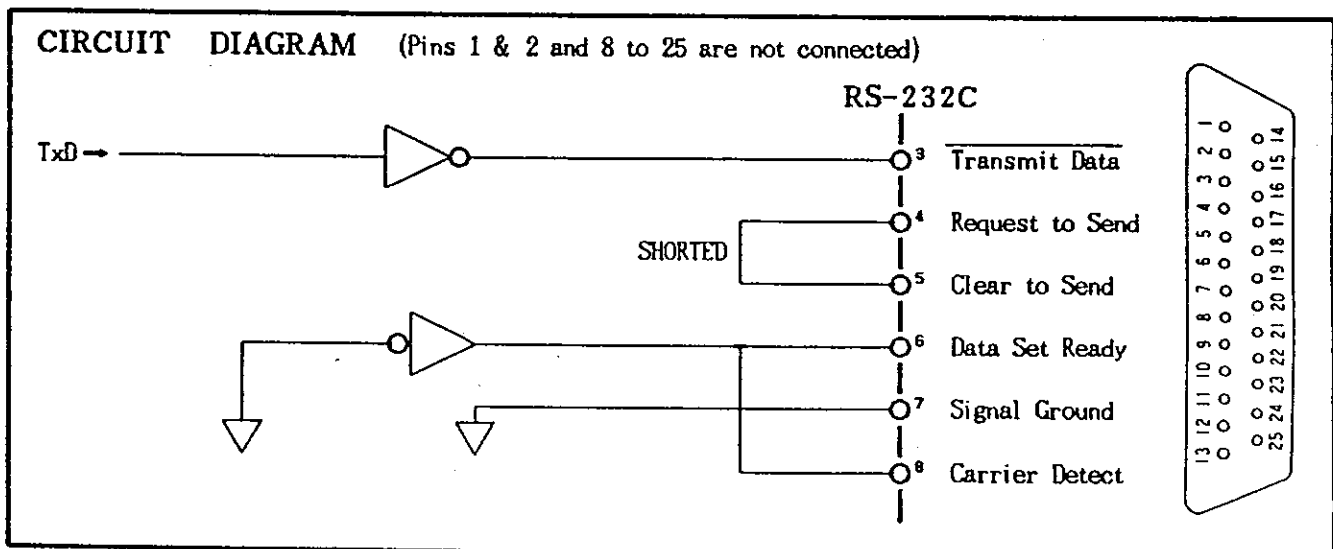 CIRCUIT DIAGRAM (Pins 1 & 2 and 8 to 25 are not connected)
RS-232C
TxD→
3 Transmit Data
4 Request to Send
SHORTED
5 Clear to Send
6 Data Set Ready
7 Signal Ground
8 Carrier Detect
1
2
3
4
5
6
7
8
9
10
11
12
13
14
15
16
17
18
19
20
21
22
23
24
25